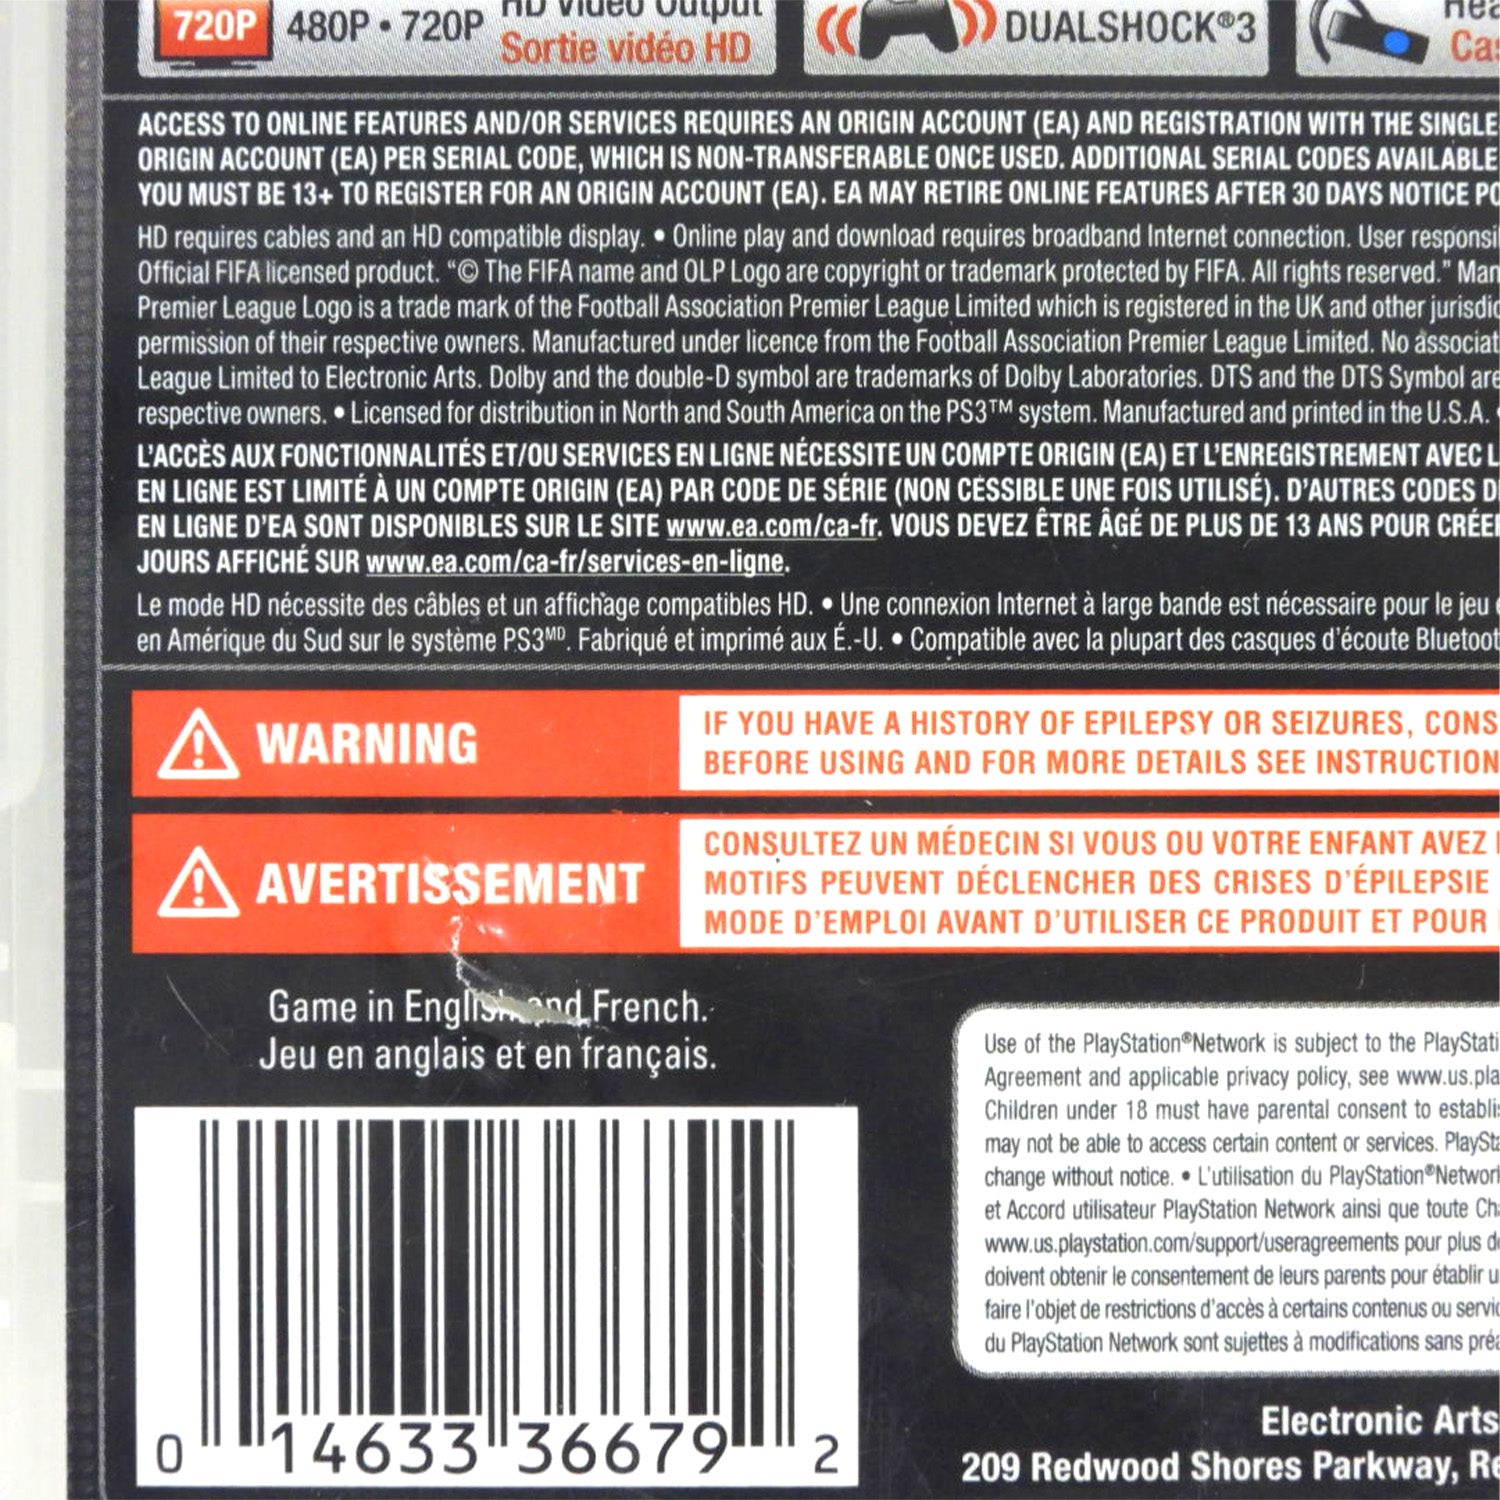 720P 480P • 720P HD Video Output
Sortie vidéo HD
DUALSHOCK®3
ACCESS TO ONLINE FEATURES AND/OR SERVICES REQUIRES AN ORIGIN ACCOUNT (EA) AND REGISTRATION WITH THE SINGLE
ORIGIN ACCOUNT (EA) PER SERIAL CODE, WHICH IS NON-TRANSFERABLE ONCE USED. ADDITIONAL SERIAL CODES AVAILABLE
YOU MUST BE 13+ TO REGISTER FOR AN ORIGIN ACCOUNT (EA). EA MAY RETIRE ONLINE FEATURES AFTER 30 DAYS NOTICE
HD requires cables and an HD compatible display. • Online play and download requires broadband Internet connection. User
Official FIFA licensed product. “© The FIFA name and OLP Logo are copyright or trademark protected by FIFA. All rights reserved.”
Premier League Logo is a trade mark of the Football Association Premier League Limited which is registered in the UK and other
permission of their respective owners. Manufactured under licence from the Football Association Premier League Limited. No
League Limited to Electronic Arts. Dolby and the double-D symbol are trademarks of Dolby Laboratories. DTS and the DTS Symbol are
respective owners. • Licensed for distribution in North and South America on the PS3™ system. Manufactured and printed in the U.S.A.
L’ACCÈS AUX FONCTIONNALITÉS ET/OU SERVICES EN LIGNE NÉCESSITE UN COMPTE ORIGIN (EA) ET L’ENREGISTREMENT AVEC
EN LIGNE EST LIMITÉ À UN COMPTE ORIGIN (EA) PAR CODE DE SÉRIE (NON CESSIBLE UNE FOIS UTILISÉ). D’AUTRES CODES
EN LIGNE D’EA SONT DISPONIBLES SUR LE SITE www.ea.com/ca-fr. VOUS DEVEZ ÊTRE ÂGÉ DE PLUS DE 13 ANS POUR
JOURS AFFICHÉ SUR www.ea.com/ca-fr/services-en-ligne.
Le mode HD nécessite des câbles et un affichage compatibles HD. • Une connexion Internet à large bande est nécessaire pour le jeu
en Amérique du Sud sur le système PS3MD. Fabriqué et imprimé aux É.-U. • Compatible avec la plupart des casques d’écoute
WARNING
IF YOU HAVE A HISTORY OF EPILEPSY OR SEIZURES,
BEFORE USING AND FOR MORE DETAILS SEE INSTRUCTION
AVERTISSEMENT
CONSULTEZ UN MÉDECIN SI VOUS OU VOTRE ENFANT AVEZ
MOTIFS PEUVENT DÉCLENCHER DES CRISES D’ÉPILEPSIE
MODE D’EMPLOI AVANT D’UTILISER CE PRODUIT ET POUR
Game in English and French.
Jeu en anglais et en français.
Use of the PlayStation®Network is subject to the
Agreement and applicable privacy policy, see
Children under 18 must have parental consent to
may not be able to access certain content or services.
change without notice. • L’utilisation du PlayStation®Network
et Accord utilisateur PlayStation Network ainsi que toute
www.us.playstation.com/support/useragreements pour plus
doivent obtenir le consentement de leurs parents pour établir
faire l’objet de restrictions d’accès à certains contenus ou
du PlayStation Network sont sujettes à modifications sans
0 14633 36679 2
Electronic Arts
209 Redwood Shores Parkway,